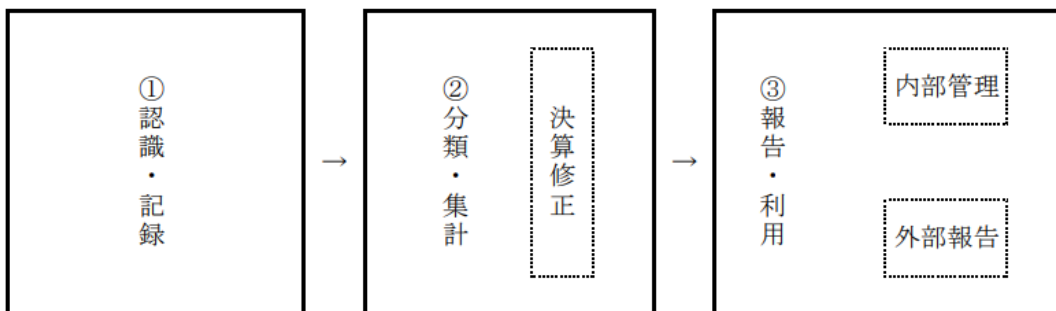 ①認識・記録
→
②分類・集計
決算修正
→
③報告・利用
内部管理
外部報告